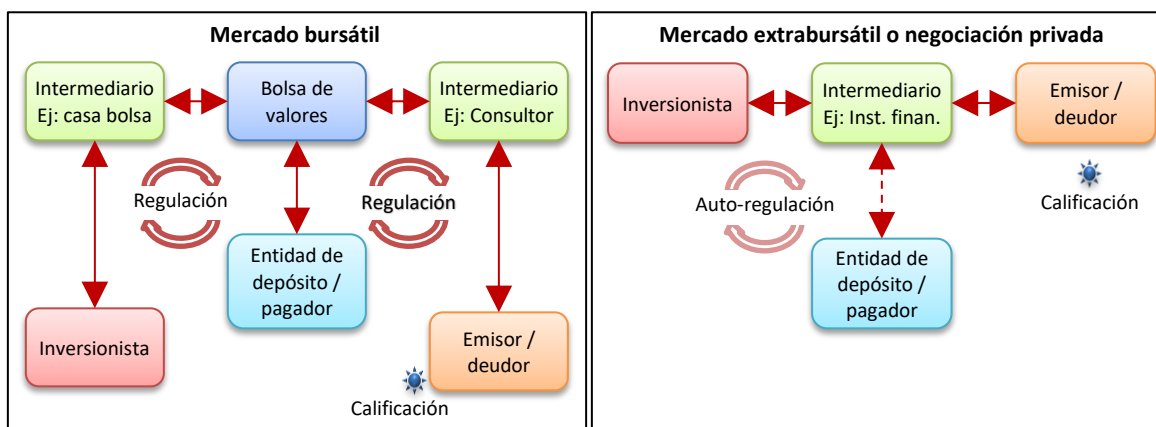 Mercado bursátil
Intermediario
Ej: casa bolsa
Bolsa de
valores
Intermediario
Ej: Consultor
Regulación
Regulación
Entidad de
depósito /
pagador
Inversionista
Emisor /
deudor
Calificación
Mercado extrabursátil o negociación privada
Inversionista
Intermediario
Ej: Inst. finan.
Emisor /
deudor
Auto-regulación
Calificación
Entidad de
depósito /
pagador